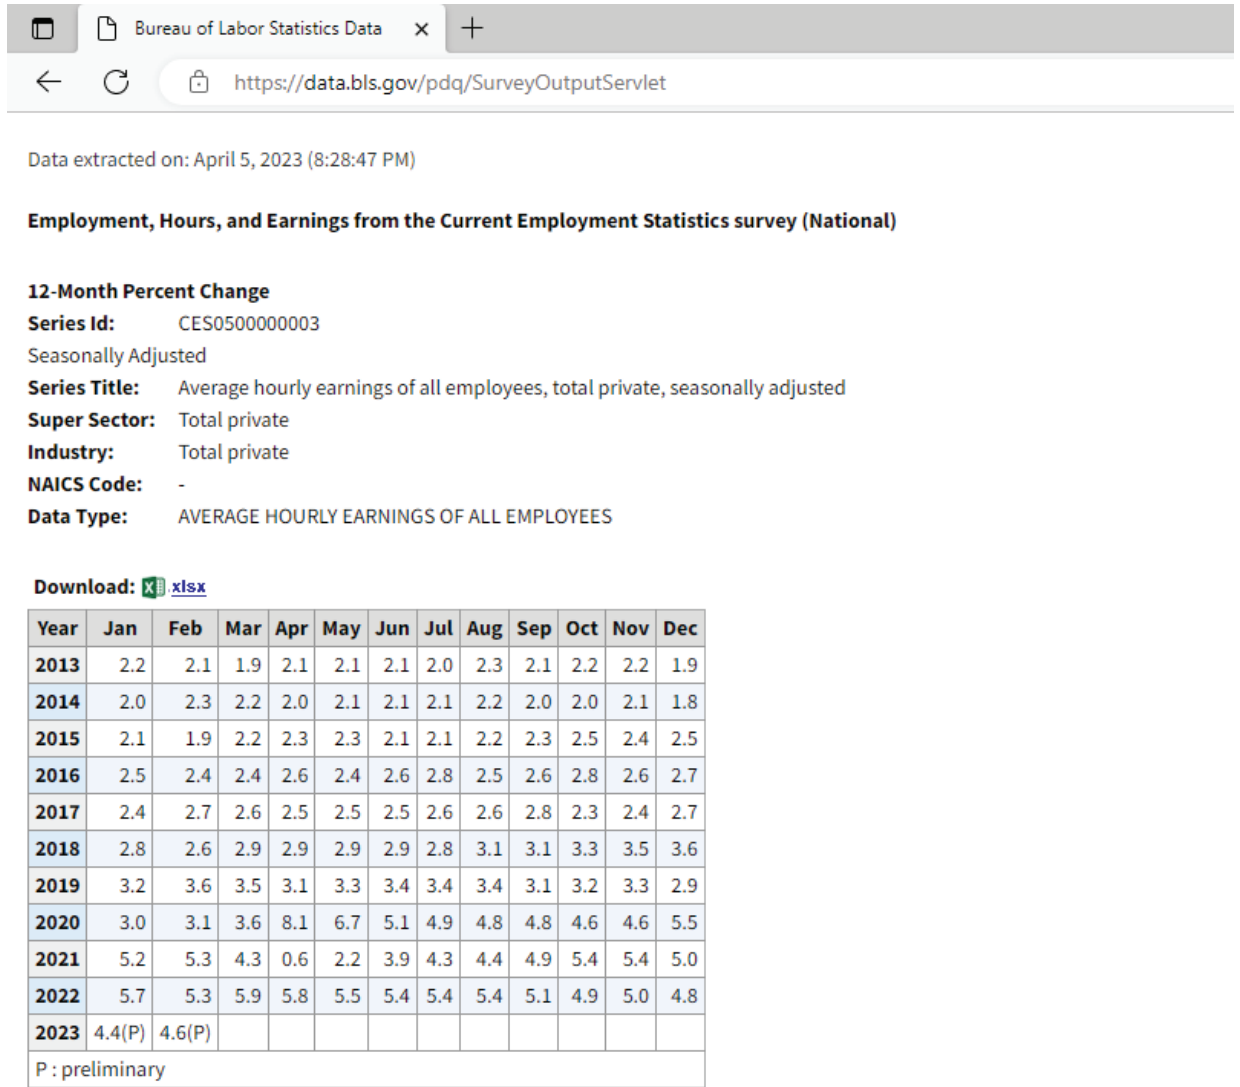 Bureau of Labor Statistics Data
https://data.bls.gov/pdq/SurveyOutputServlet
Data extracted on: April 5, 2023 (8:28:47 PM)
Employment, Hours, and Earnings from the Current Employment Statistics survey (National)
12-Month Percent Change
Series Id: CES0500000003
Seasonally Adjusted
Series Title: Average hourly earnings of all employees, total private, seasonally adjusted
Super Sector: Total private
Industry: Total private
NAICS Code: -
Data Type: AVERAGE HOURLY EARNINGS OF ALL EMPLOYEES
Download: .xlsx
Year Jan Feb Mar Apr May Jun Jul Aug Sep Oct Nov Dec
2013 2.2 2.1 1.9 2.1 2.1 2.1 2.0 2.3 2.1 2.2 2.2 1.9
2014 2.0 2.3 2.2 2.0 2.1 2.1 2.1 2.2 2.0 2.0 2.1 1.8
2015 2.1 1.9 2.2 2.3 2.3 2.1 2.1 2.2 2.3 2.5 2.4 2.5
2016 2.5 2.4 2.4 2.6 2.4 2.6 2.8 2.5 2.6 2.8 2.6 2.7
2017 2.4 2.7 2.6 2.5 2.5 2.5 2.6 2.6 2.8 2.3 2.4 2.7
2018 2.8 2.6 2.9 2.9 2.9 2.9 2.8 3.1 3.1 3.3 3.5 3.6
2019 3.2 3.6 3.5 3.1 3.3 3.4 3.4 3.4 3.1 3.2 3.3 2.9
2020 3.0 3.1 3.6 8.1 6.7 5.1 4.9 4.8 4.8 4.6 4.6 5.5
2021 5.2 5.3 4.3 0.6 2.2 3.9 4.3 4.4 4.9 5.4 5.4 5.0
2022 5.7 5.3 5.9 5.8 5.5 5.4 5.4 5.4 5.1 4.9 5.0 4.8
2023 4.4(P) 4.6(P)
P : preliminary